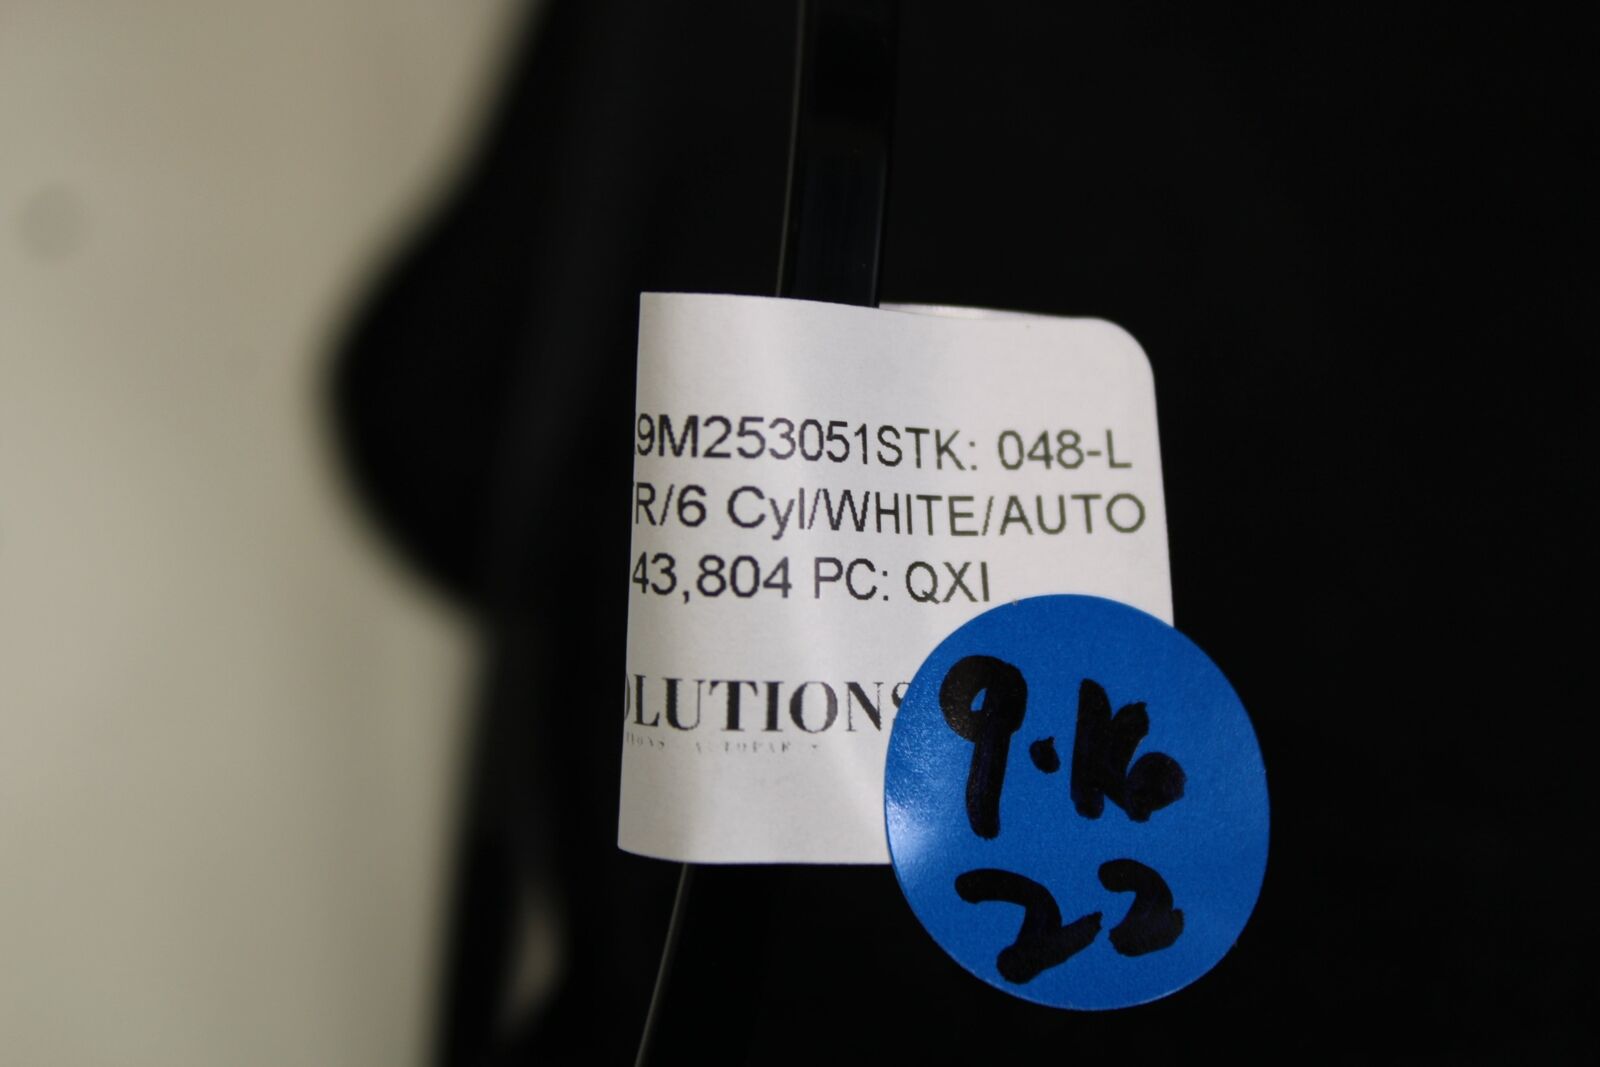 9M253051STK: 048-L
R/6 Cyl/WHITE/AUTO
43,804 PC: QXI
OLUTIONS
9.16
22